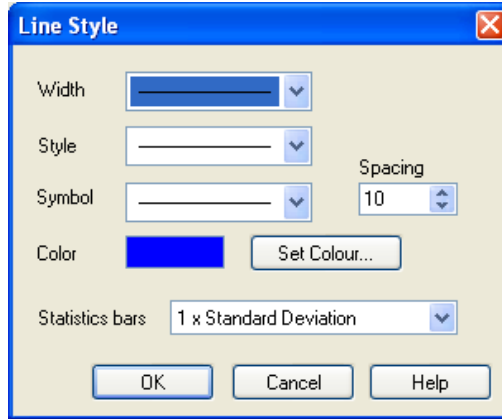 Line Style
Width
Style
Spacing
Symbol
10
Color
Set Colour...
Statistics bars
1 x Standard Deviation
OK
Cancel
Help